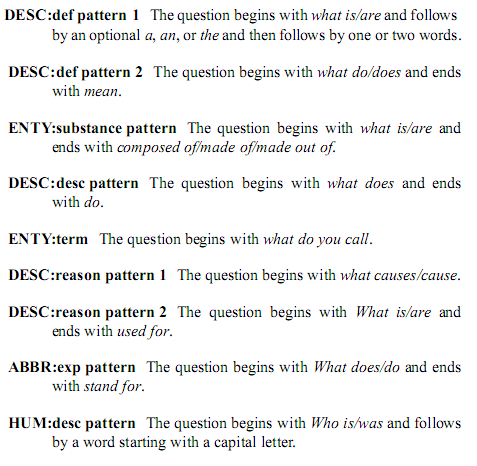 DESC:def pattern 1 The question begins with what is/are and follows
by an optional a, an, or the and then follows by one or two words.
DESC:def pattern 2 The question begins with what do/does and ends
with mean.
ENTY:substance pattern The question begins with what is/are and
ends with composed of/made of/made out of.
DESC:desc pattern The question begins with what does and ends
with do.
ENTY:term The question begins with what do you call.
DESC:reason pattern 1 The question begins with what causes/cause.
DESC:reason pattern 2 The question begins with What is/are and
ends with used for.
ABBR:exp pattern The question begins with What does/do and ends
with stand for.
HUM:desc pattern The question begins with Who is/was and follows
by a word starting with a capital letter.